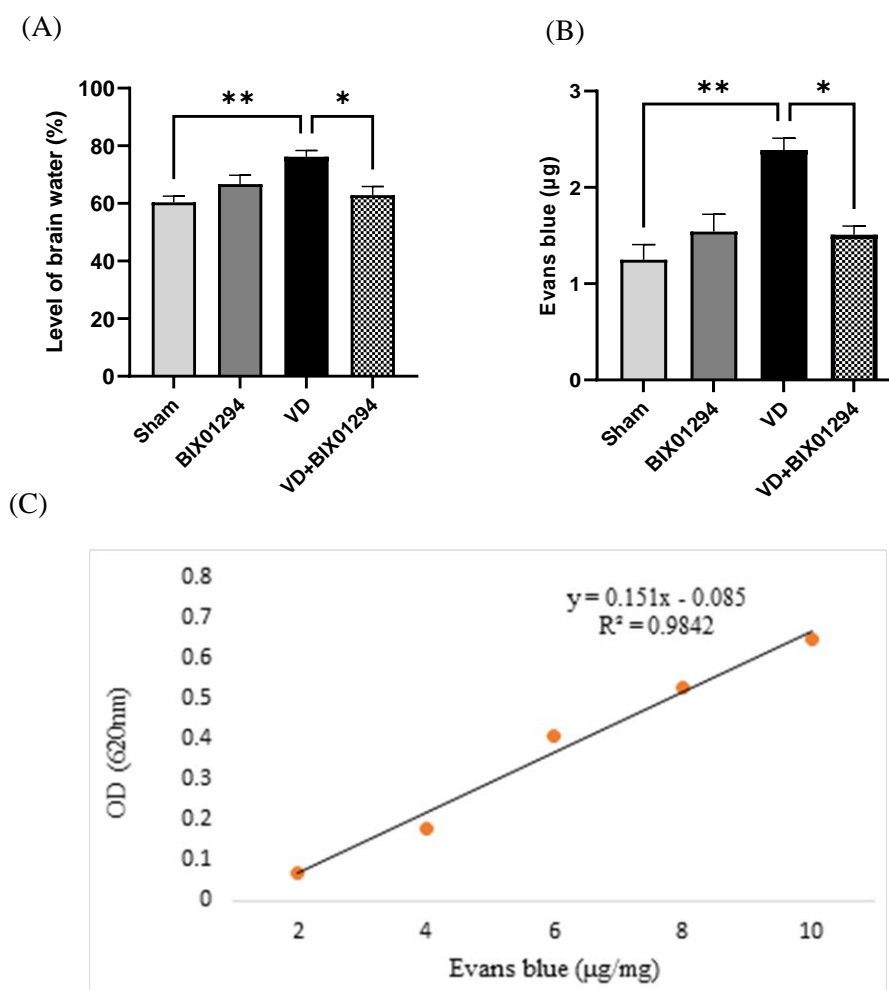 (A)
Level of brain water (%)
100
80
60
40
20
0
** *
Sham
BIX01294
VD
VD+BIX01294
(B)
Evans blue (µg)
3
2
1
0
** *
Sham
BIX01294
VD
VD+BIX01294
(C)
OD (620nm)
0.8
0.7
0.6
0.5
0.4
0.3
0.2
0.1
0
y = 0.151x - 0.085
R² = 0.9842
2 4 6 8 10
Evans blue (µg/mg)